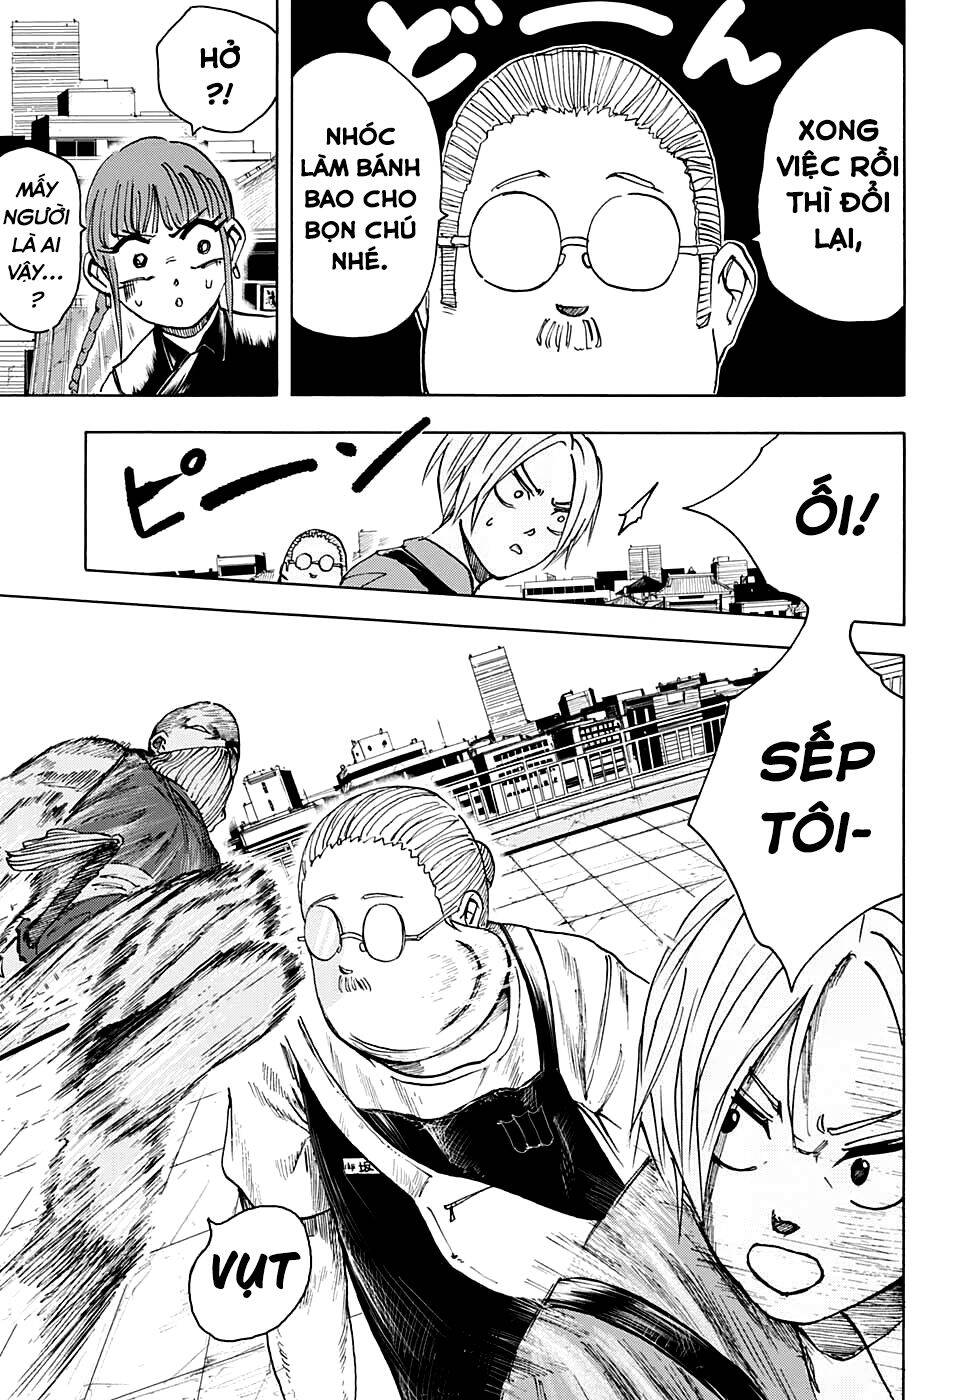 どーん
XONG
VIỆC RỒI
THÌ ĐỔI
LẠI,
NHÓC
LÀM BÁNH
BAO CHO
BỌN CHÚ
NHÉ.
HỞ
?!
MẤY
NGƯỜI
LÀ AI
VẬY...
?
ピーン
ỐI!
SẾP
TÔI-
VỤT
坂